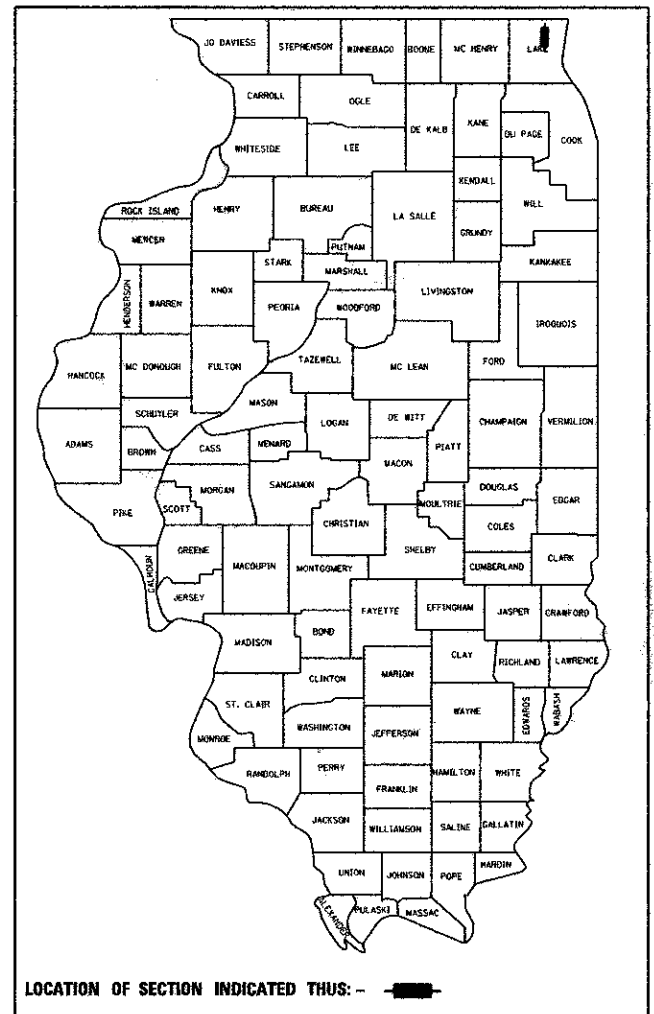 JO DAVIESS STEPHENSON WINNEBAGO BOONE MC HENRY LAKE
CARROLL OGLE DE KALB KANE DU PAGE COOK
WHITESIDE LEE
KENDALL
ROCK ISLAND HENRY BUREAU LA SALLE GRUNDY WILL
MERCER PUTNAM
STARK MARSHALL KANKAKEE
HENDERSON WARREN KNOX PEORIA WOODFORD LIVINGSTON IROQUOIS
HANCOCK MC DONOUGH FULTON TAZEWELL MC LEAN FORD
MASON
SCHUYLER LOGAN DE WITT CHAMPAIGN VERMILION
ADAMS BROWN CASS MENARD MACON PIATT
MORGAN SANGAMON DOUGLAS
PIKE SCOTT CHRISTIAN MOULTRIE COLES EDGAR
GREENE MACOUPIN MONTGOMERY SHELBY CUMBERLAND CLARK
CALHOUN JERSEY
FAYETTE EFFINGHAM JASPER CRAWFORD
MADISON BOND
CLAY RICHLAND LAWRENCE
CLINTON MARION
ST. CLAIR WAYNE EDWARDS WABASH
WASHINGTON JEFFERSON
MONROE
RANDOLPH PERRY HAMILTON WHITE
FRANKLIN
JACKSON WILLIAMSON SALINE GALLATIN
UNION JOHNSON POPE HARDIN
ALEXANDER PULASKI MASSAC
LOCATION OF SECTION INDICATED THUS: -